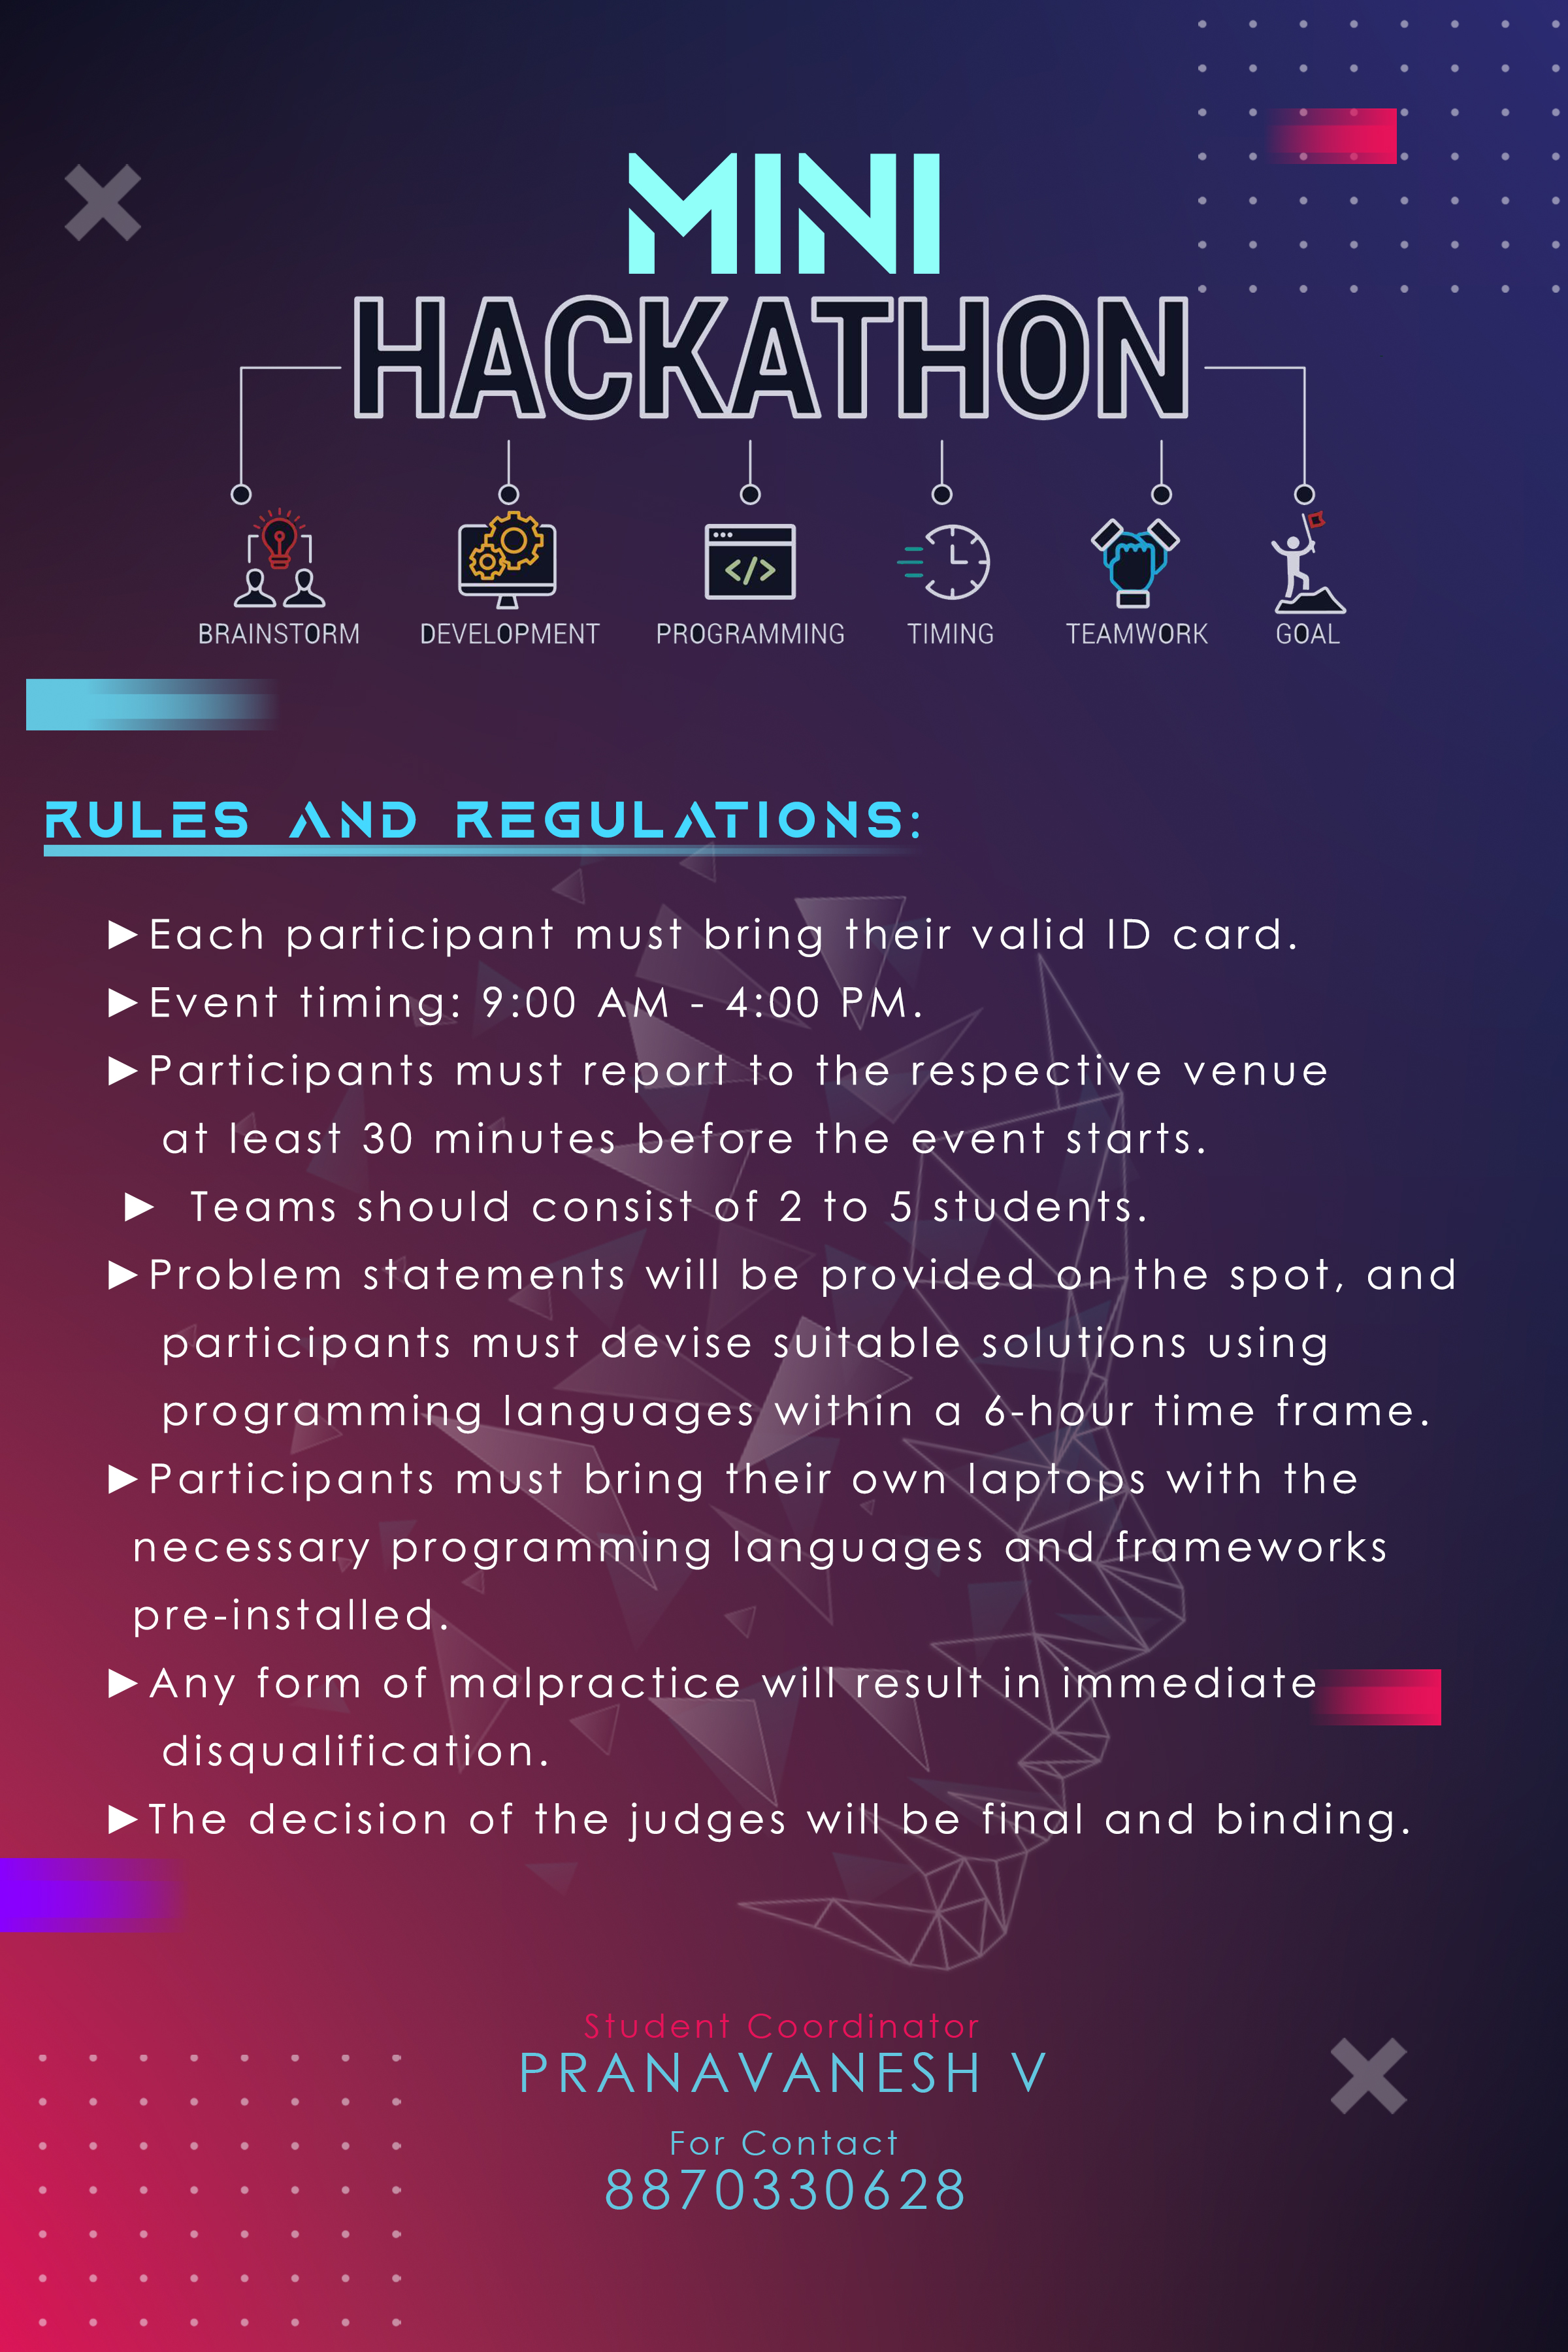 MINI
HACKATHON
BRAINSTORM DEVELOPMENT PROGRAMMING TIMING TEAMWORK GOAL
RULES AND REGULATIONS:
►Each participant must bring their valid ID card.
►Event timing: 9:00 AM - 4:00 PM.
►Participants must report to the respective venue
at least 30 minutes before the event starts.
► Teams should consist of 2 to 5 students.
►Problem statements will be provided on the spot, and
participants must devise suitable solutions using
programming languages within a 6-hour time frame.
►Participants must bring their own laptops with the
necessary programming languages and frameworks
pre-installed.
►Any form of malpractice will result in immediate
disqualification.
►The decision of the judges will be final and binding.
Student Coordinator
PRANAVANESH V
For Contact
8870330628